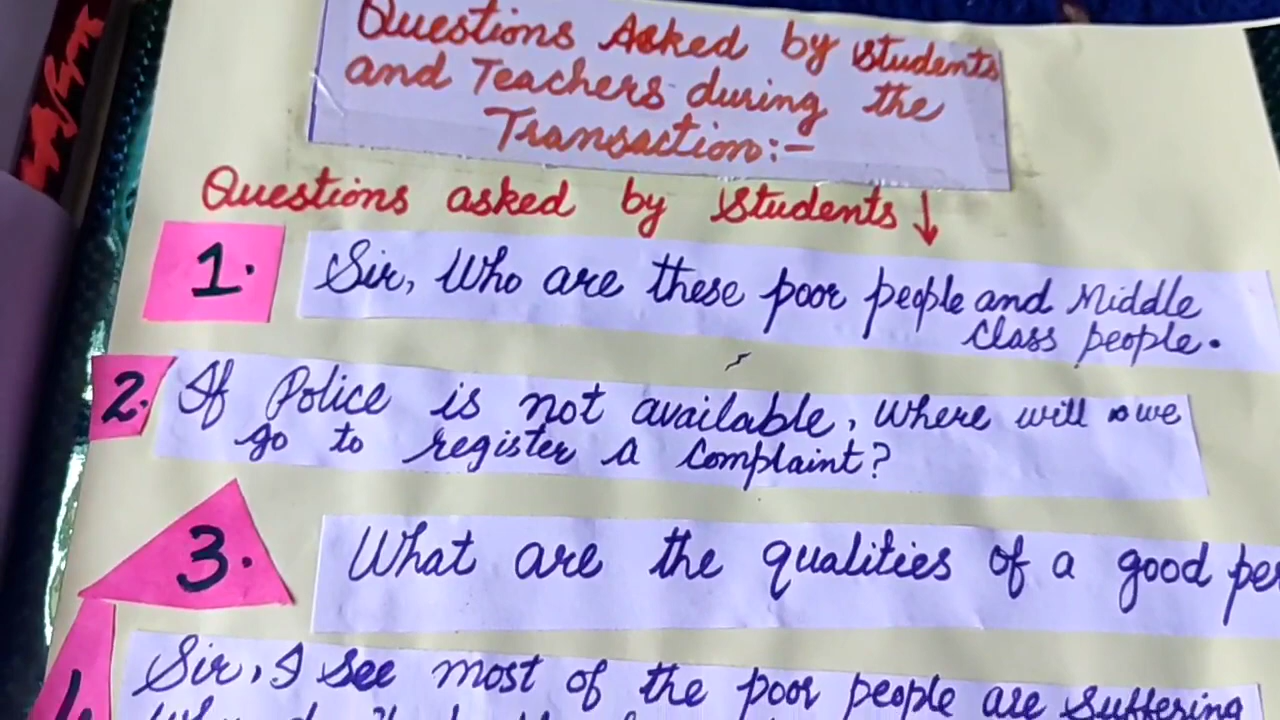 Questions Asked by Students
and Teachers during the
Transaction:-
Questions asked by Students ↓
1. Sir, Who are these poor people and Middle
Class people.
2. If Police is not available, Where will we
go to register a Complaint?
3. What are the qualities of a good
4. Sir, I See most of the poor people are Suffering